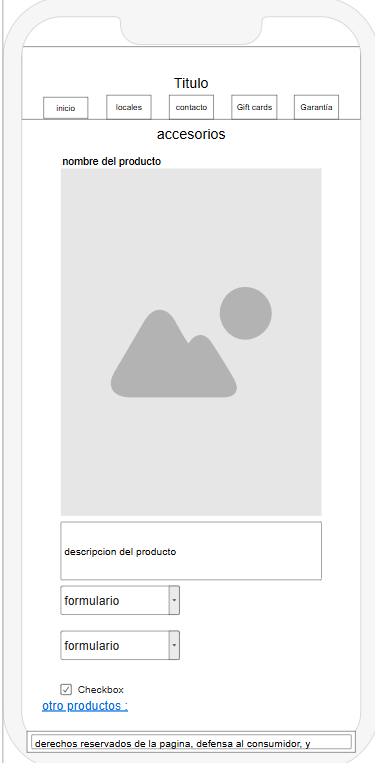 Titulo
inicio locales contacto Gift cards Garantía
accesorios
nombre del producto
descripcion del producto
formulario
formulario
Checkbox
otro productos :
derechos reservados de la pagina, defensa al consumidor, y